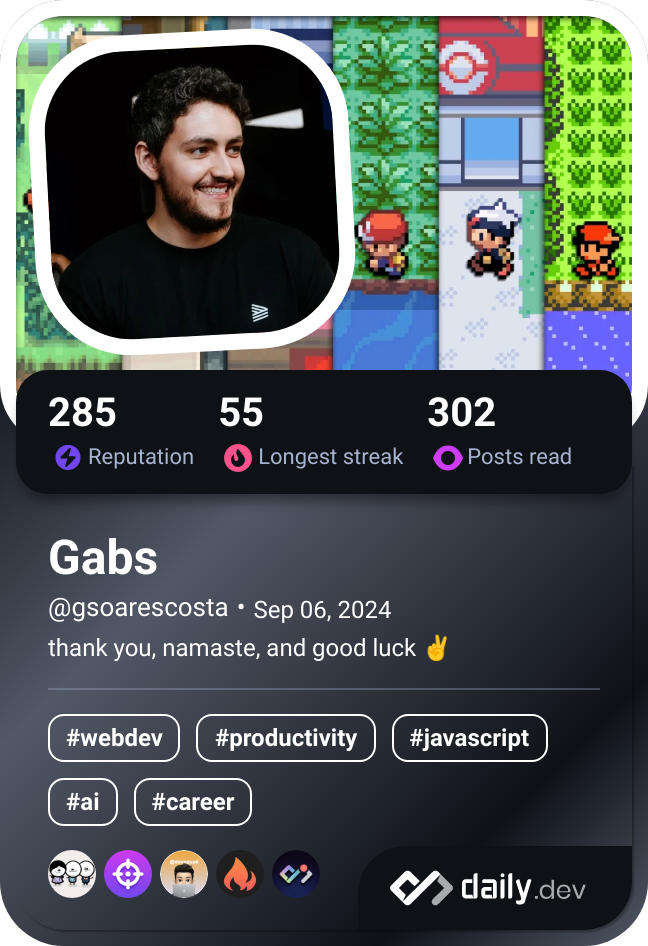 285 55 302
Reputation Longest streak Posts read
Gabs
@gsoarescosta • Sep 06, 2024
thank you, namaste, and good luck ✌️
#webdev #productivity #javascript
#ai #career
daily.dev